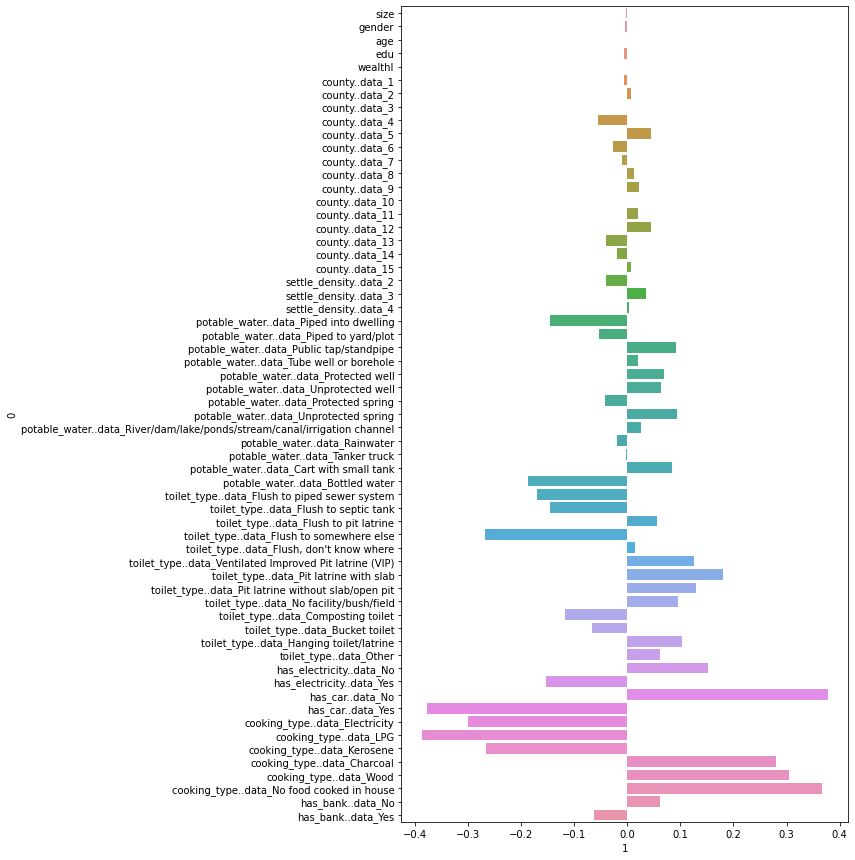 size
gender
age
edu
wealthI
county..data_1
county..data_2
county..data_3
county..data_4
county..data_5
county..data_6
county..data_7
county..data_8
county..data_9
county..data_10
county..data_11
county..data_12
county..data_13
county..data_14
county..data_15
settle_density..data_2
settle_density..data_3
settle_density..data_4
potable_water..data_Piped into dwelling
potable_water..data_Piped to yard/plot
potable_water..data_Public tap/standpipe
potable_water..data_Tube well or borehole
potable_water..data_Protected well
potable_water..data_Unprotected well
potable_water..data_Protected spring
potable_water..data_Unprotected spring
potable_water..data_River/dam/lake/ponds/stream/canal/irrigation channel
potable_water..data_Rainwater
potable_water..data_Tanker truck
potable_water..data_Cart with small tank
potable_water..data_Bottled water
toilet_type..data_Flush to piped sewer system
toilet_type..data_Flush to septic tank
toilet_type..data_Flush to pit latrine
toilet_type..data_Flush to somewhere else
toilet_type..data_Flush, don't know where
toilet_type..data_Ventilated Improved Pit latrine (VIP)
toilet_type..data_Pit latrine with slab
toilet_type..data_Pit latrine without slab/open pit
toilet_type..data_No facility/bush/field
toilet_type..data_Composting toilet
toilet_type..data_Bucket toilet
toilet_type..data_Hanging toilet/latrine
toilet_type..data_Other
has_electricity..data_No
has_electricity..data_Yes
has_car..data_No
has_car..data_Yes
cooking_type..data_Electricity
cooking_type..data_LPG
cooking_type..data_Kerosene
cooking_type..data_Charcoal
cooking_type..data_Wood
cooking_type..data_No food cooked in house
has_bank..data_No
has_bank..data_Yes
0
−0.4 −0.3 −0.2 −0.1 0.0 0.1 0.2 0.3 0.4
1